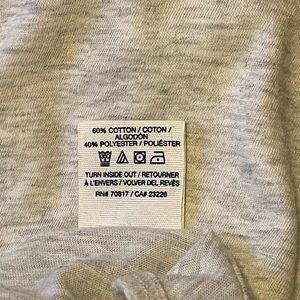 60% COTTON / COTON /
ALGODÓN
40% POLYESTER / POLIÉSTER
TURN INSIDE OUT / RETOURNER
À L'ENVERS / VOLVER DEL REVÉS
RN# 70817 / CA# 23226